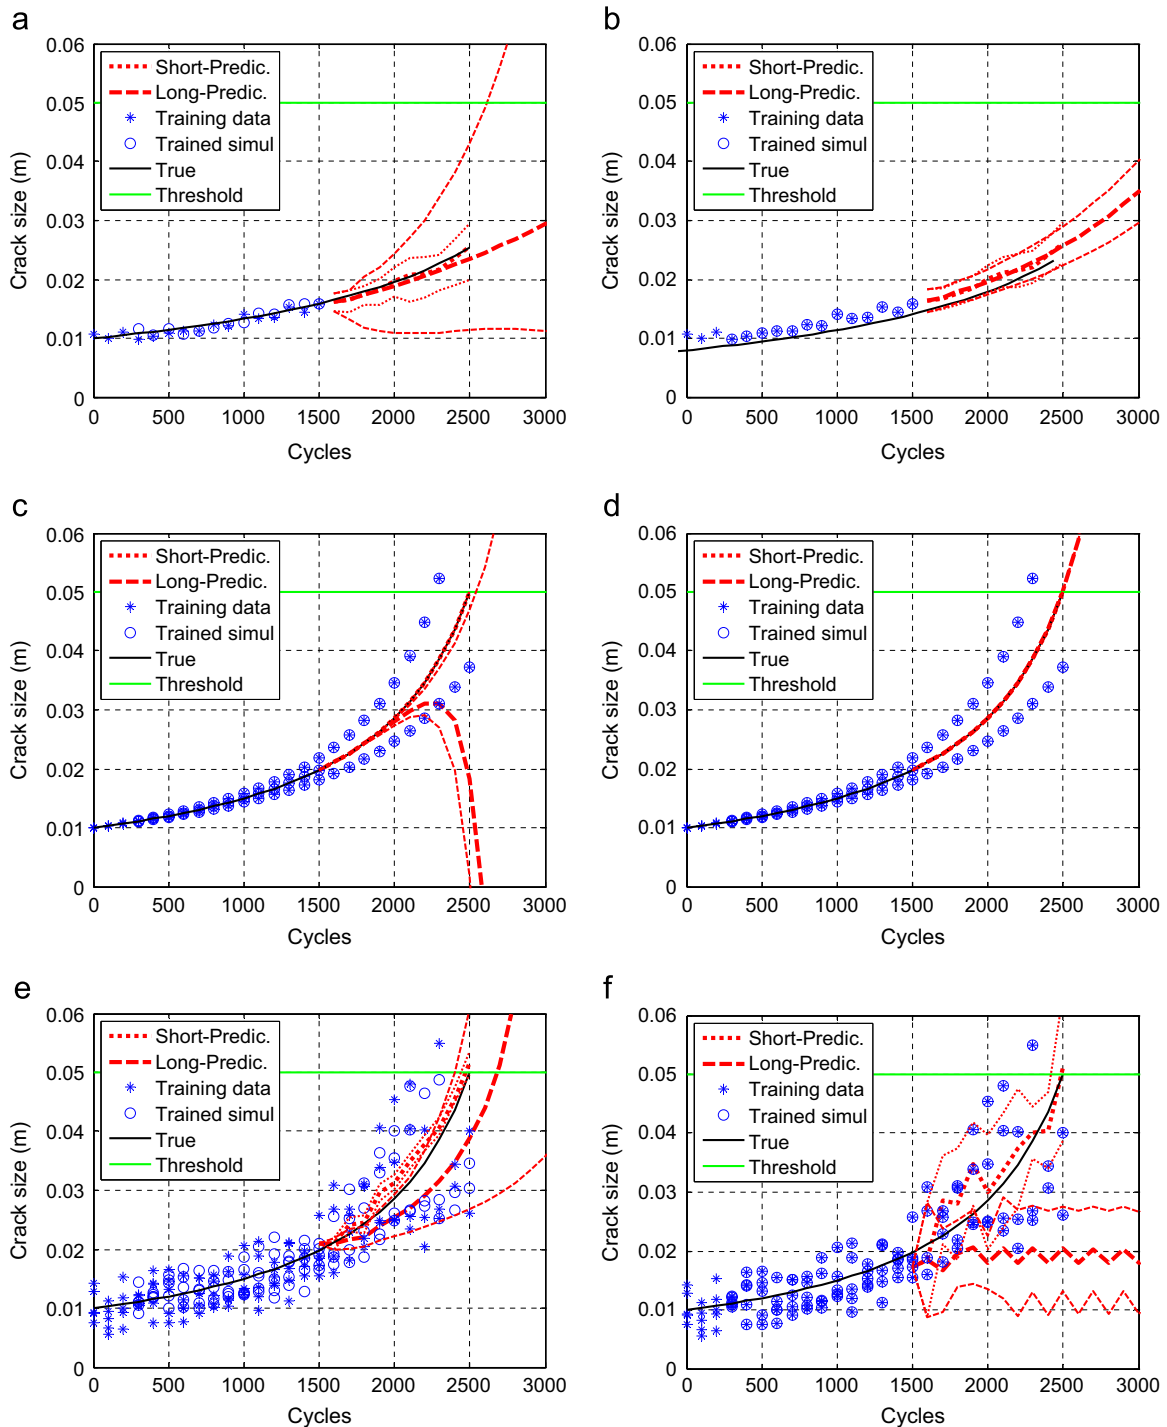 a
0.06
0.05
0.04
0.03
0.02
0.01
0
Crack size (m)
Short-Predic.
Long-Predic.
Training data
Trained simul
True
Threshold
0 500 1000 1500 2000 2500 3000
Cycles
b
0.06
0.05
0.04
0.03
0.02
0.01
0
Crack size (m)
Short-Predic.
Long-Predic.
Training data
Trained simul
True
Threshold
0 500 1000 1500 2000 2500 3000
Cycles
c
0.06
0.05
0.04
0.03
0.02
0.01
0
Crack size (m)
Short-Predic.
Long-Predic.
Training data
Trained simul
True
Threshold
0 500 1000 1500 2000 2500 3000
Cycles
d
0.06
0.05
0.04
0.03
0.02
0.01
0
Crack size (m)
Short-Predic.
Long-Predic.
Training data
Trained simul
True
Threshold
0 500 1000 1500 2000 2500 3000
Cycles
e
0.06
0.05
0.04
0.03
0.02
0.01
0
Crack size (m)
Short-Predic.
Long-Predic.
Training data
Trained simul
True
Threshold
0 500 1000 1500 2000 2500 3000
Cycles
f
0.06
0.05
0.04
0.03
0.02
0.01
0
Crack size (m)
Short-Predic.
Long-Predic.
Training data
Trained simul
True
Threshold
0 500 1000 1500 2000 2500 3000
Cycles